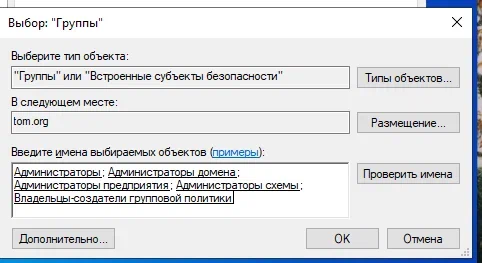 Выбор: "Группы"
Выберите тип объекта:
"Группы" или "Встроенные субъекты безопасности"
Типы объектов...
В следующем месте:
tom.org
Размещение...
Введите имена выбираемых объектов (примеры):
Администраторы; Администраторы домена;
Администраторы предприятия; Администраторы схемы;
Владельцы-создатели групповой политики
Проверить имена
Дополнительно...
OK
Отмена